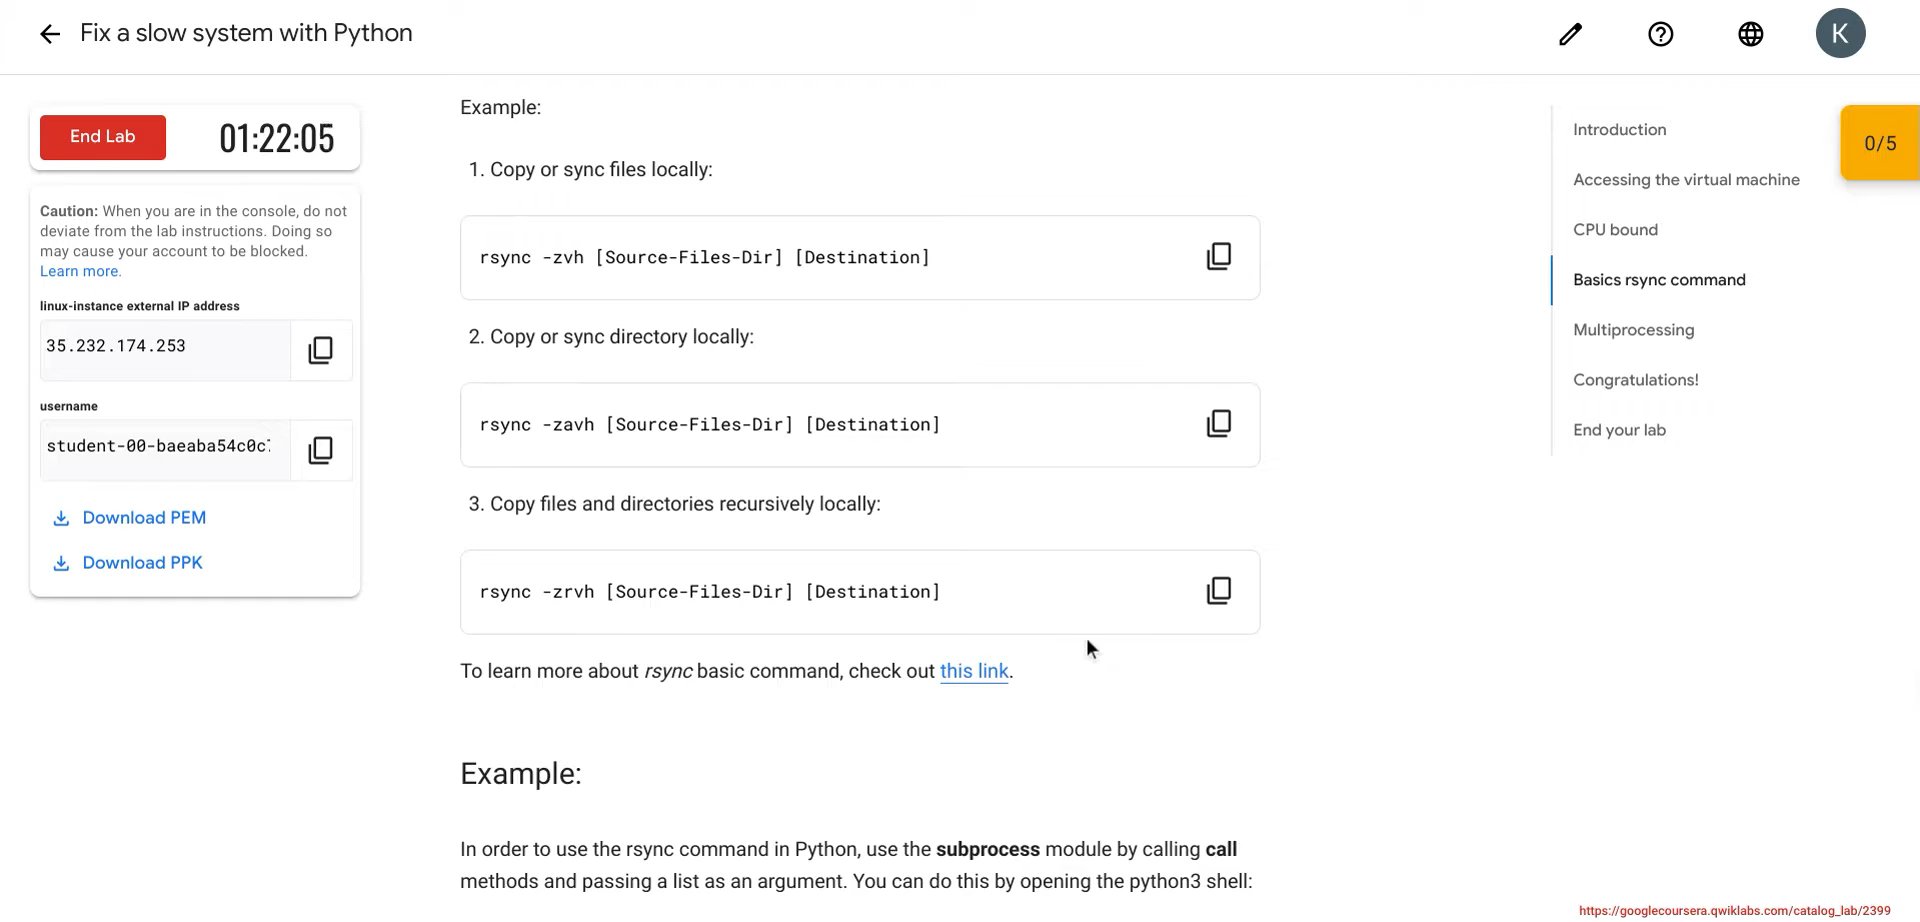 Fix a slow system with Python
K
End Lab
01:22:05
Caution: When you are in the console, do not
deviate from the lab instructions. Doing so
may cause your account to be blocked.
Learn more.
linux-instance external IP address
35.232.174.253
username
student-00-baeaba54c0c
Download PEM
Download PPK
Example:
1. Copy or sync files locally:
rsync -zvh [Source-Files-Dir] [Destination]
2. Copy or sync directory locally:
rsync -zavh [Source-Files-Dir] [Destination]
3. Copy files and directories recursively locally:
rsync -zrvh [Source-Files-Dir] [Destination]
To learn more about rsync basic command, check out this link.
Example:
In order to use the rsync command in Python, use the subprocess module by calling call
methods and passing a list as an argument. You can do this by opening the python3 shell:
Introduction
Accessing the virtual machine
CPU bound
Basics rsync command
Multiprocessing
Congratulations!
End your lab
0/5
https://googlecoursera.qwiklabs.com/catalog_lab/2399